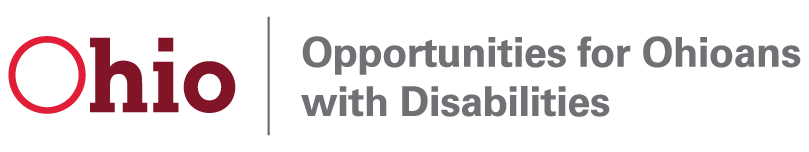 Ohio
Opportunities for Ohioans
with Disabilities